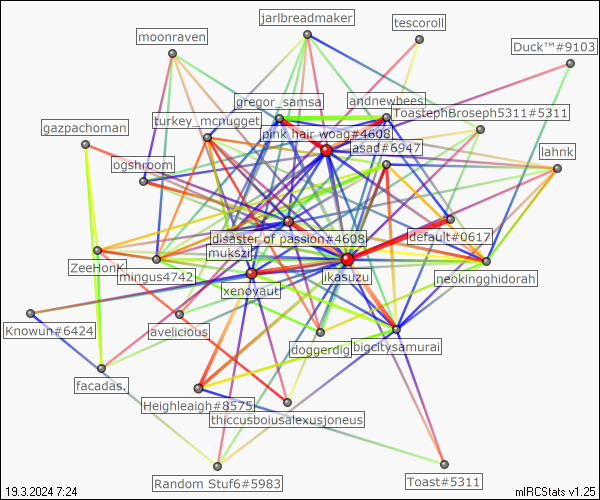 jarlbreadmaker
tescoroll
moonraven
Duck™#9103
gregor_samsa
andnewbees
ToastephBroseph5311#5311
turkey_mcnugget
gazpachoman
pink hair woag#4608
asad#6947
lahnk
ogshroom
disaster of passion#4608
default#0617
mukszil
ZeeHonK!
mingus4742
ikasuzu
neokingghidorah
xenoyaut
Knowun#6424
avelicious
doggerdig
bigcitysamurai
facadas.
Heighleaigh#8575
thiccusboiusalexusjoneus
Random Stuf6#5983
Toast#5311
19.3.2024 7:24
mIRCStats v1.25